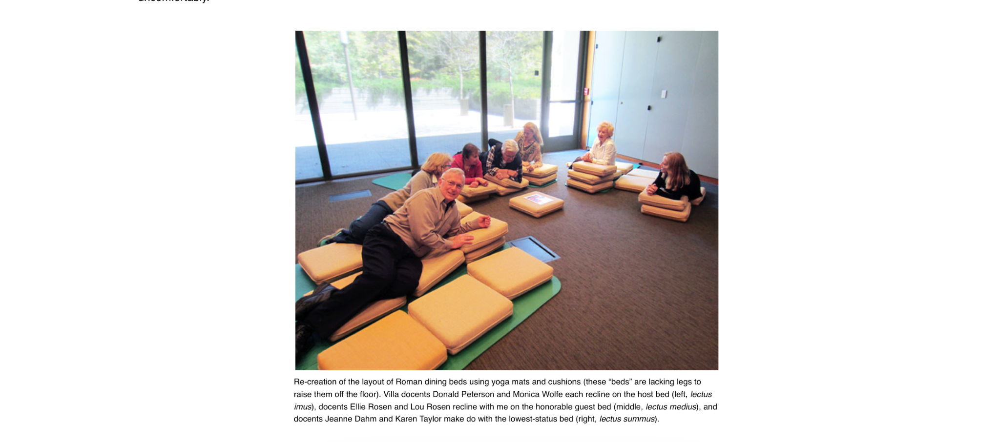 uncomfortably.
Re-creation of the layout of Roman dining beds using yoga mats and cushions (these “beds” are lacking legs to
raise them off the floor). Villa docents Donald Peterson and Monica Wolfe each recline on the host bed (left, lectus
imus), docents Ellie Rosen and Lou Rosen recline with me on the honorable guest bed (middle, lectus medius), and
docents Jeanne Dahm and Karen Taylor make do with the lowest-status bed (right, lectus summus).